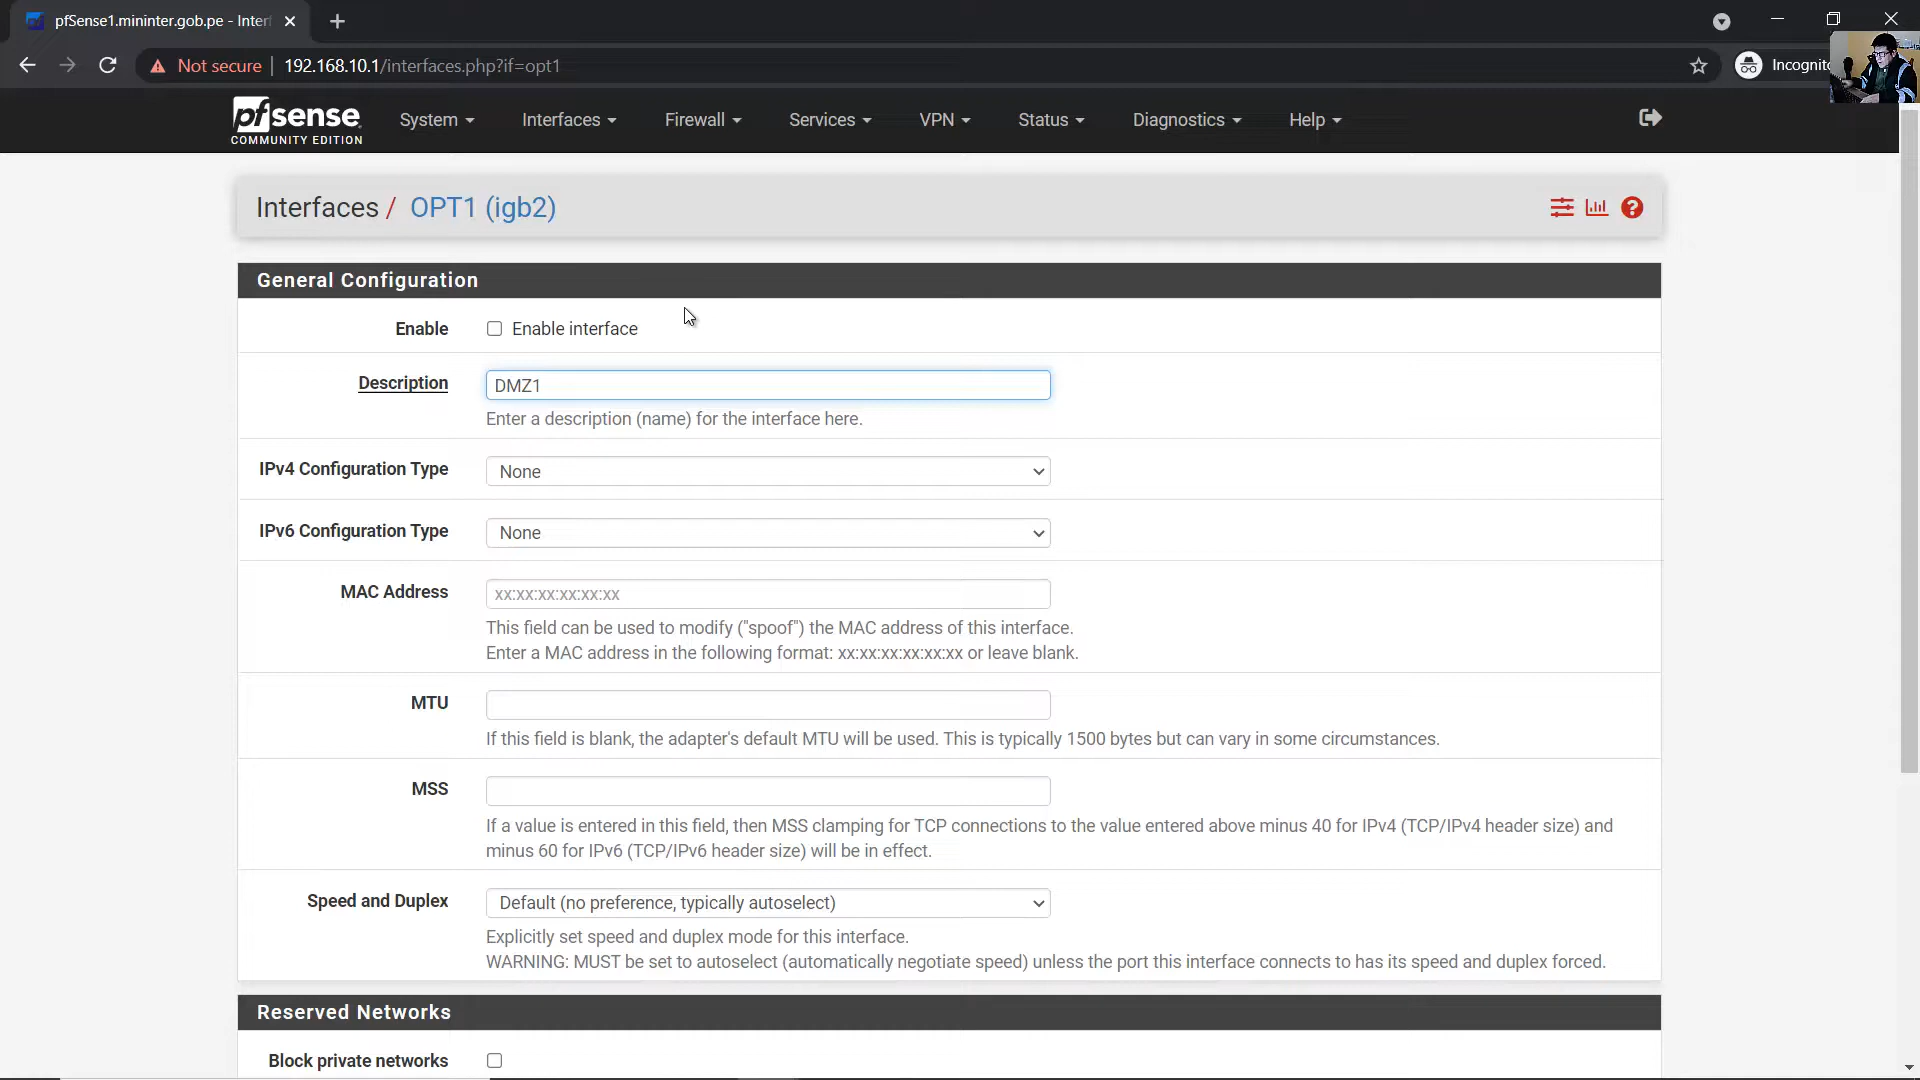 pfSense1.mininter.gob.pe - Inter
Not secure
192.168.10.1/interfaces.php?if=opt1
Incognito
pfsense
COMMUNITY EDITION
System
Interfaces
Firewall
Services
VPN
Status
Diagnostics
Help
Interfaces / OPT1 (igb2)
General Configuration
Enable
Enable interface
Description
DMZ1
Enter a description (name) for the interface here.
IPv4 Configuration Type
None
IPv6 Configuration Type
None
MAC Address
xx:xx:xx:xx:xx:xx
This field can be used to modify ("spoof") the MAC address of this interface.
Enter a MAC address in the following format: xx:xx:xx:xx:xx:xx or leave blank.
MTU
If this field is blank, the adapter's default MTU will be used. This is typically 1500 bytes but can vary in some circumstances.
MSS
If a value is entered in this field, then MSS clamping for TCP connections to the value entered above minus 40 for IPv4 (TCP/IPv4 header size) and
minus 60 for IPv6 (TCP/IPv6 header size) will be in effect.
Speed and Duplex
Default (no preference, typically autoselect)
Explicitly set speed and duplex mode for this interface.
WARNING: MUST be set to autoselect (automatically negotiate speed) unless the port this interface connects to has its speed and duplex forced.
Reserved Networks
Block private networks